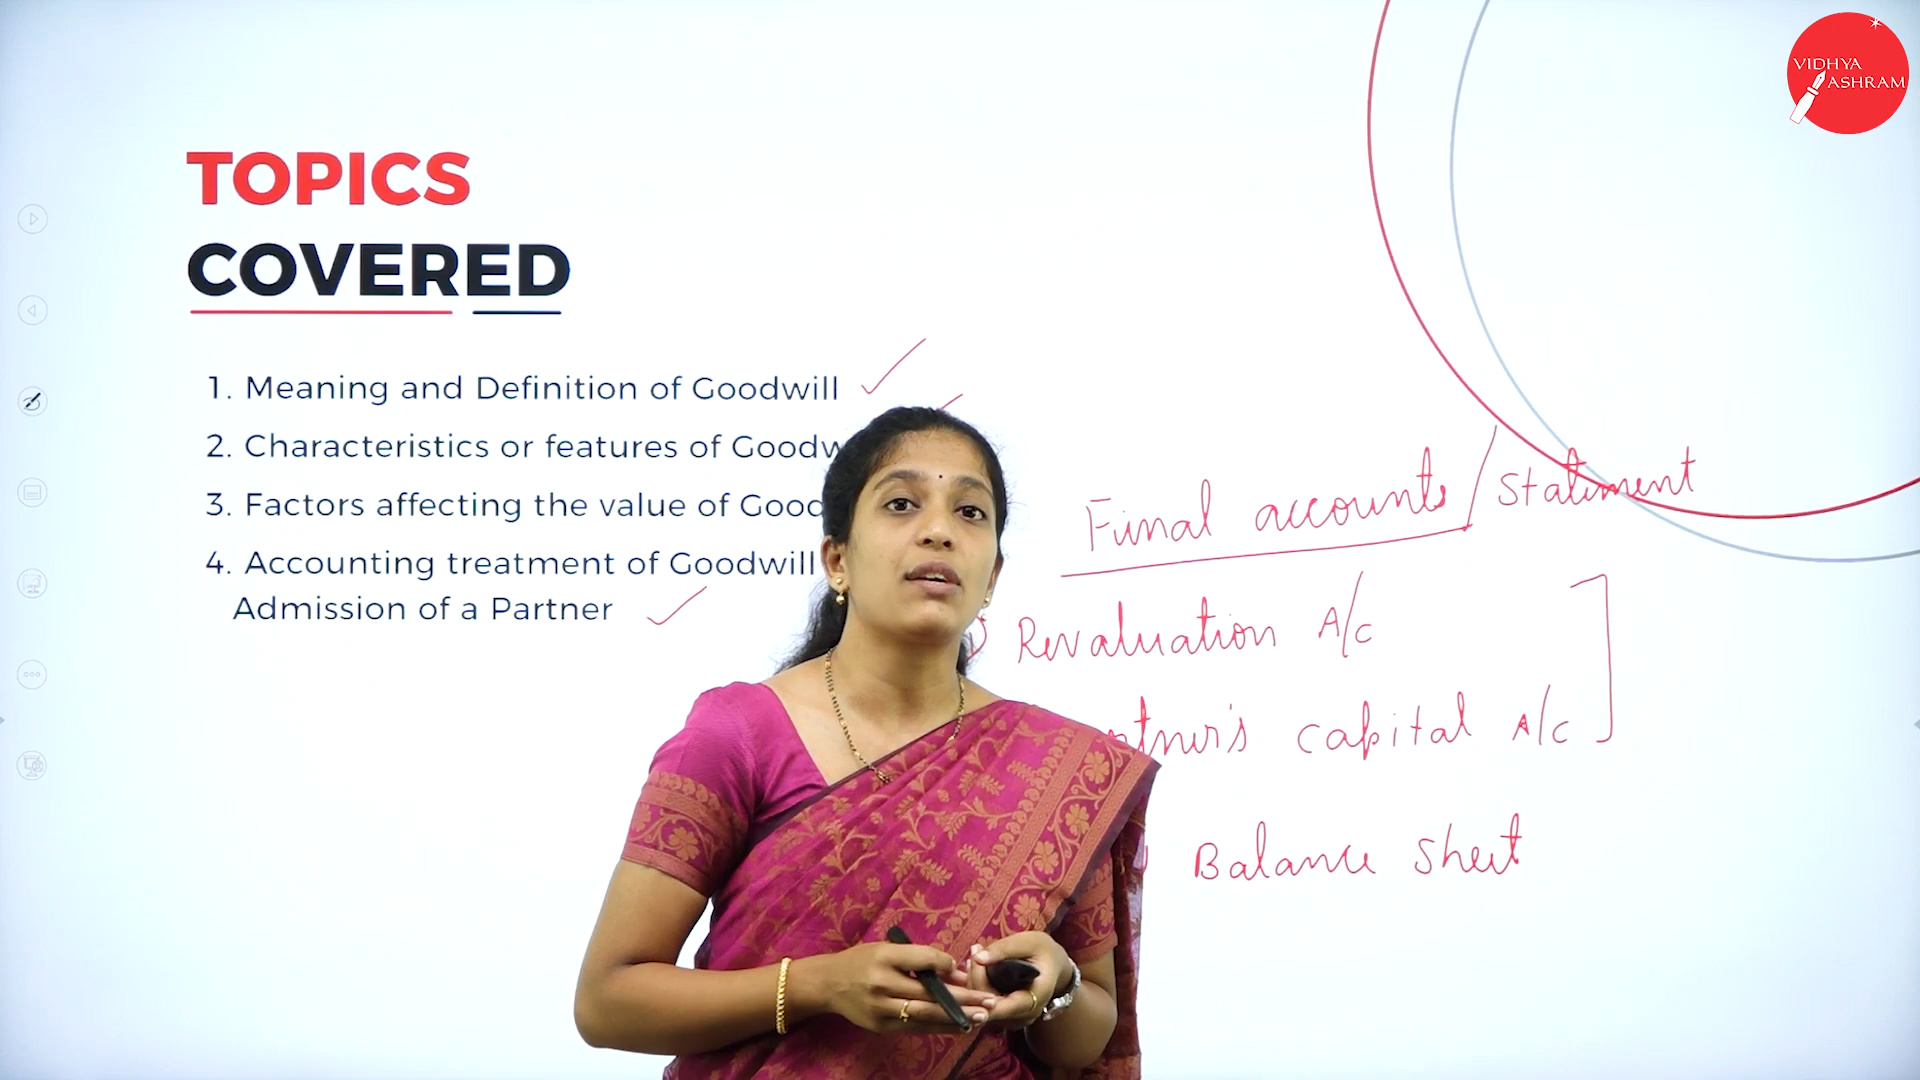 VIDHYA
ASHRAM
TOPICS
COVERED
1. Meaning and Definition of Goodwill
2. Characteristics or features of Goodw
3. Factors affecting the value of Good
4. Accounting treatment of Goodwill
Admission of a Partner
Final accounts / Statement
Revaluation A/c
rtner's capital A/c
Balance Sheet